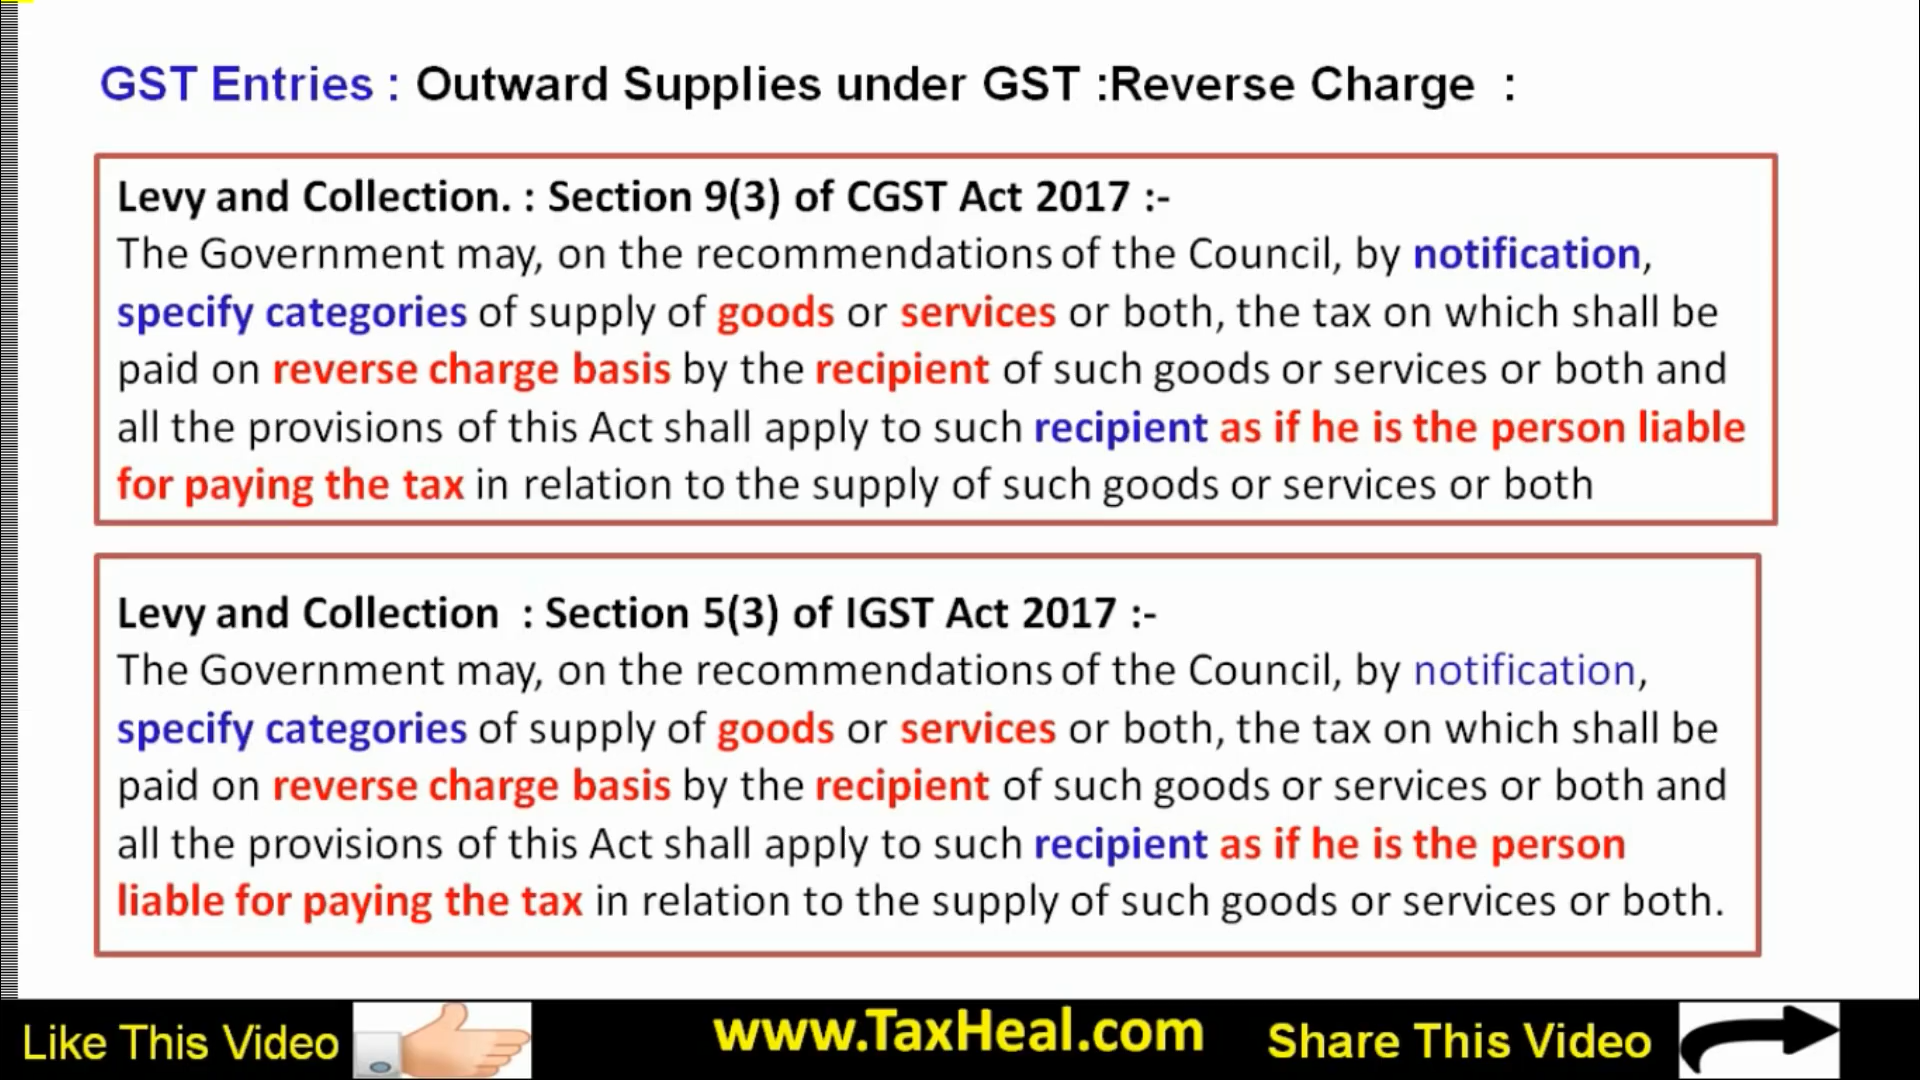 GST Entries : Outward Supplies under GST :Reverse Charge :
Levy and Collection. : Section 9(3) of CGST Act 2017 :-
The Government may, on the recommendations of the Council, by notification,
specify categories of supply of goods or services or both, the tax on which shall be
paid on reverse charge basis by the recipient of such goods or services or both and
all the provisions of this Act shall apply to such recipient as if he is the person liable
for paying the tax in relation to the supply of such goods or services or both
Levy and Collection : Section 5(3) of IGST Act 2017 :-
The Government may, on the recommendations of the Council, by notification,
specify categories of supply of goods or services or both, the tax on which shall be
paid on reverse charge basis by the recipient of such goods or services or both and
all the provisions of this Act shall apply to such recipient as if he is the person
liable for paying the tax in relation to the supply of such goods or services or both.
Like This Video
www.TaxHeal.com
Share This Video